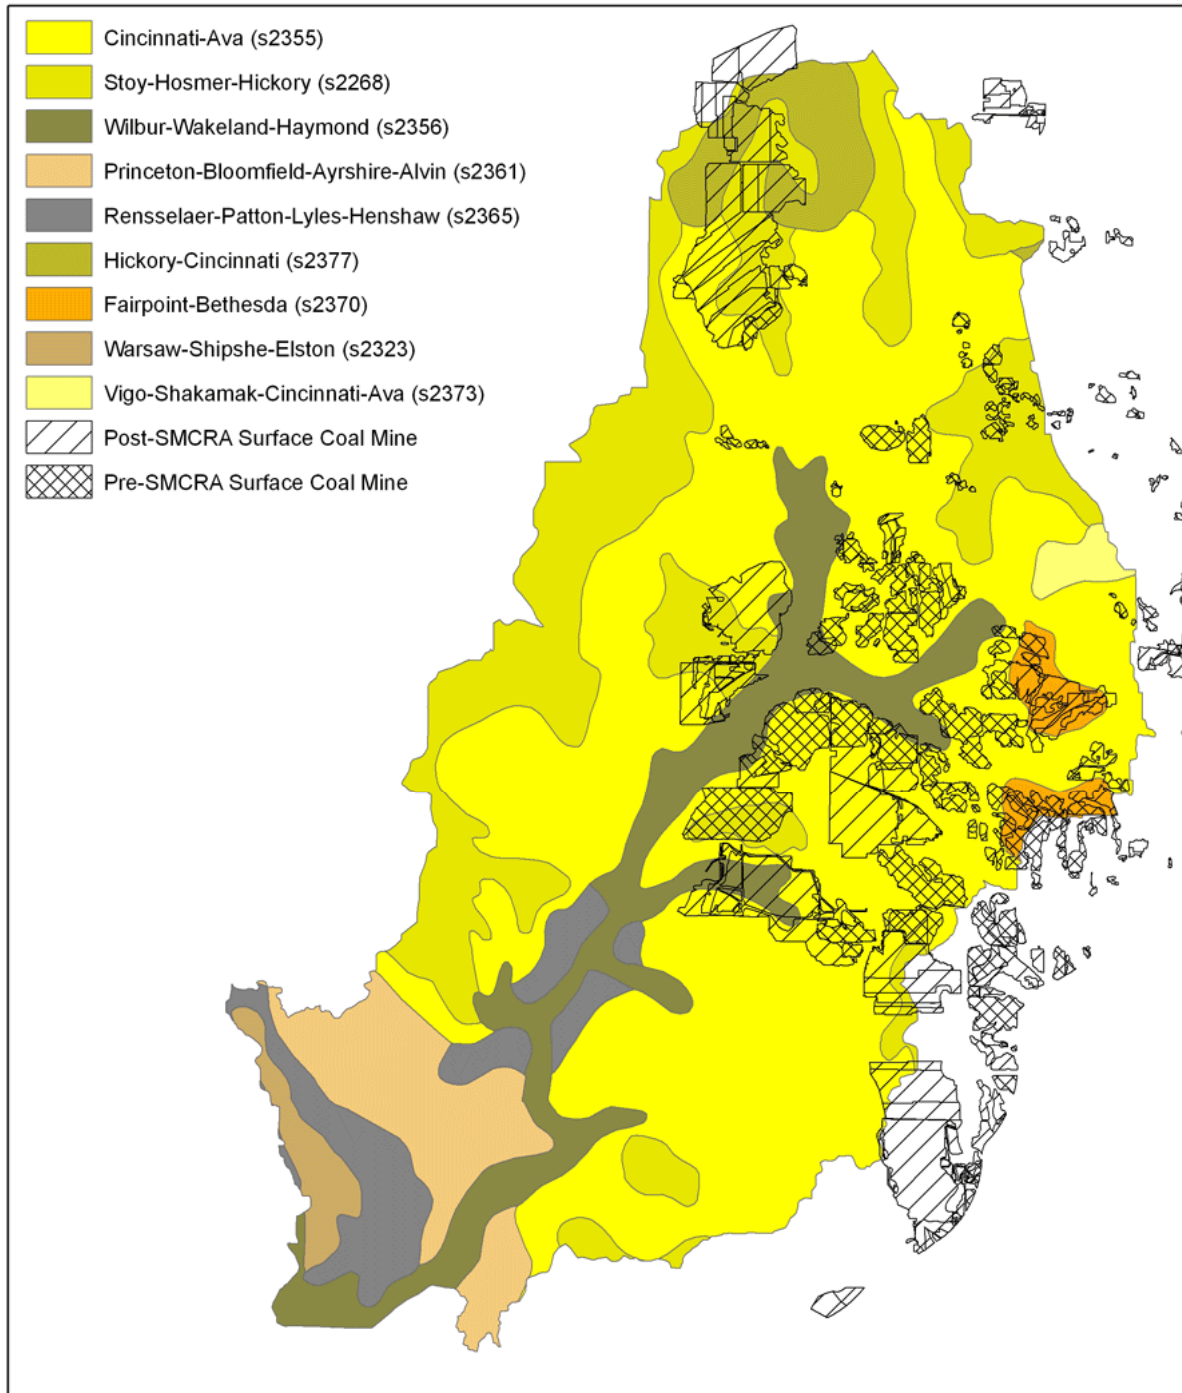 Cincinnati-Ava (s2355)
Stoy-Hosmer-Hickory (s2268)
Wilbur-Wakeland-Haymond (s2356)
Princeton-Bloomfield-Ayrshire-Alvin (s2361)
Rensselaer-Patton-Lyles-Henshaw (s2365)
Hickory-Cincinnati (s2377)
Fairpoint-Bethesda (s2370)
Warsaw-Shipshe-Elston (s2323)
Vigo-Shakamak-Cincinnati-Ava (s2373)
Post-SMCRA Surface Coal Mine
Pre-SMCRA Surface Coal Mine